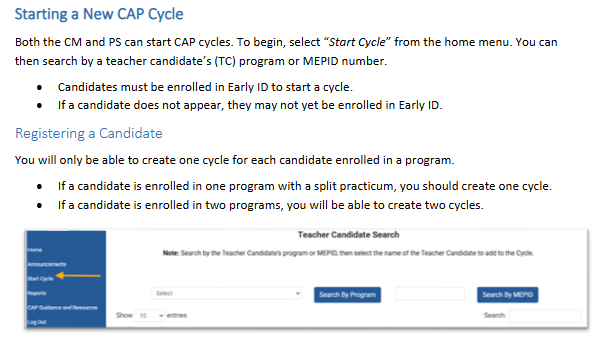 Starting a New CAP Cycle
Both the CM and PS can start CAP cycles. To begin, select “Start Cycle” from the home menu. You can
then search by a teacher candidate’s (TC) program or MEPID number.
• Candidates must be enrolled in Early ID to start a cycle.
• If a candidate does not appear, they may not yet be enrolled in Early ID.
Registering a Candidate
You will only be able to create one cycle for each candidate enrolled in a program.
• If a candidate is enrolled in one program with a split practicum, you should create one cycle.
• If a candidate is enrolled in two programs, you will be able to create two cycles.
Teacher Candidate Search
Home
Note: Search by the Teacher Candidate's program or MEPID, then select the name of the Teacher Candidate to add to the Cycle.
Announcements
Start Cycle
Reports
Select
Search By Program
Search By MEPID
CAP Guidance and Resources
Show 10 entries
Search:
Log Out